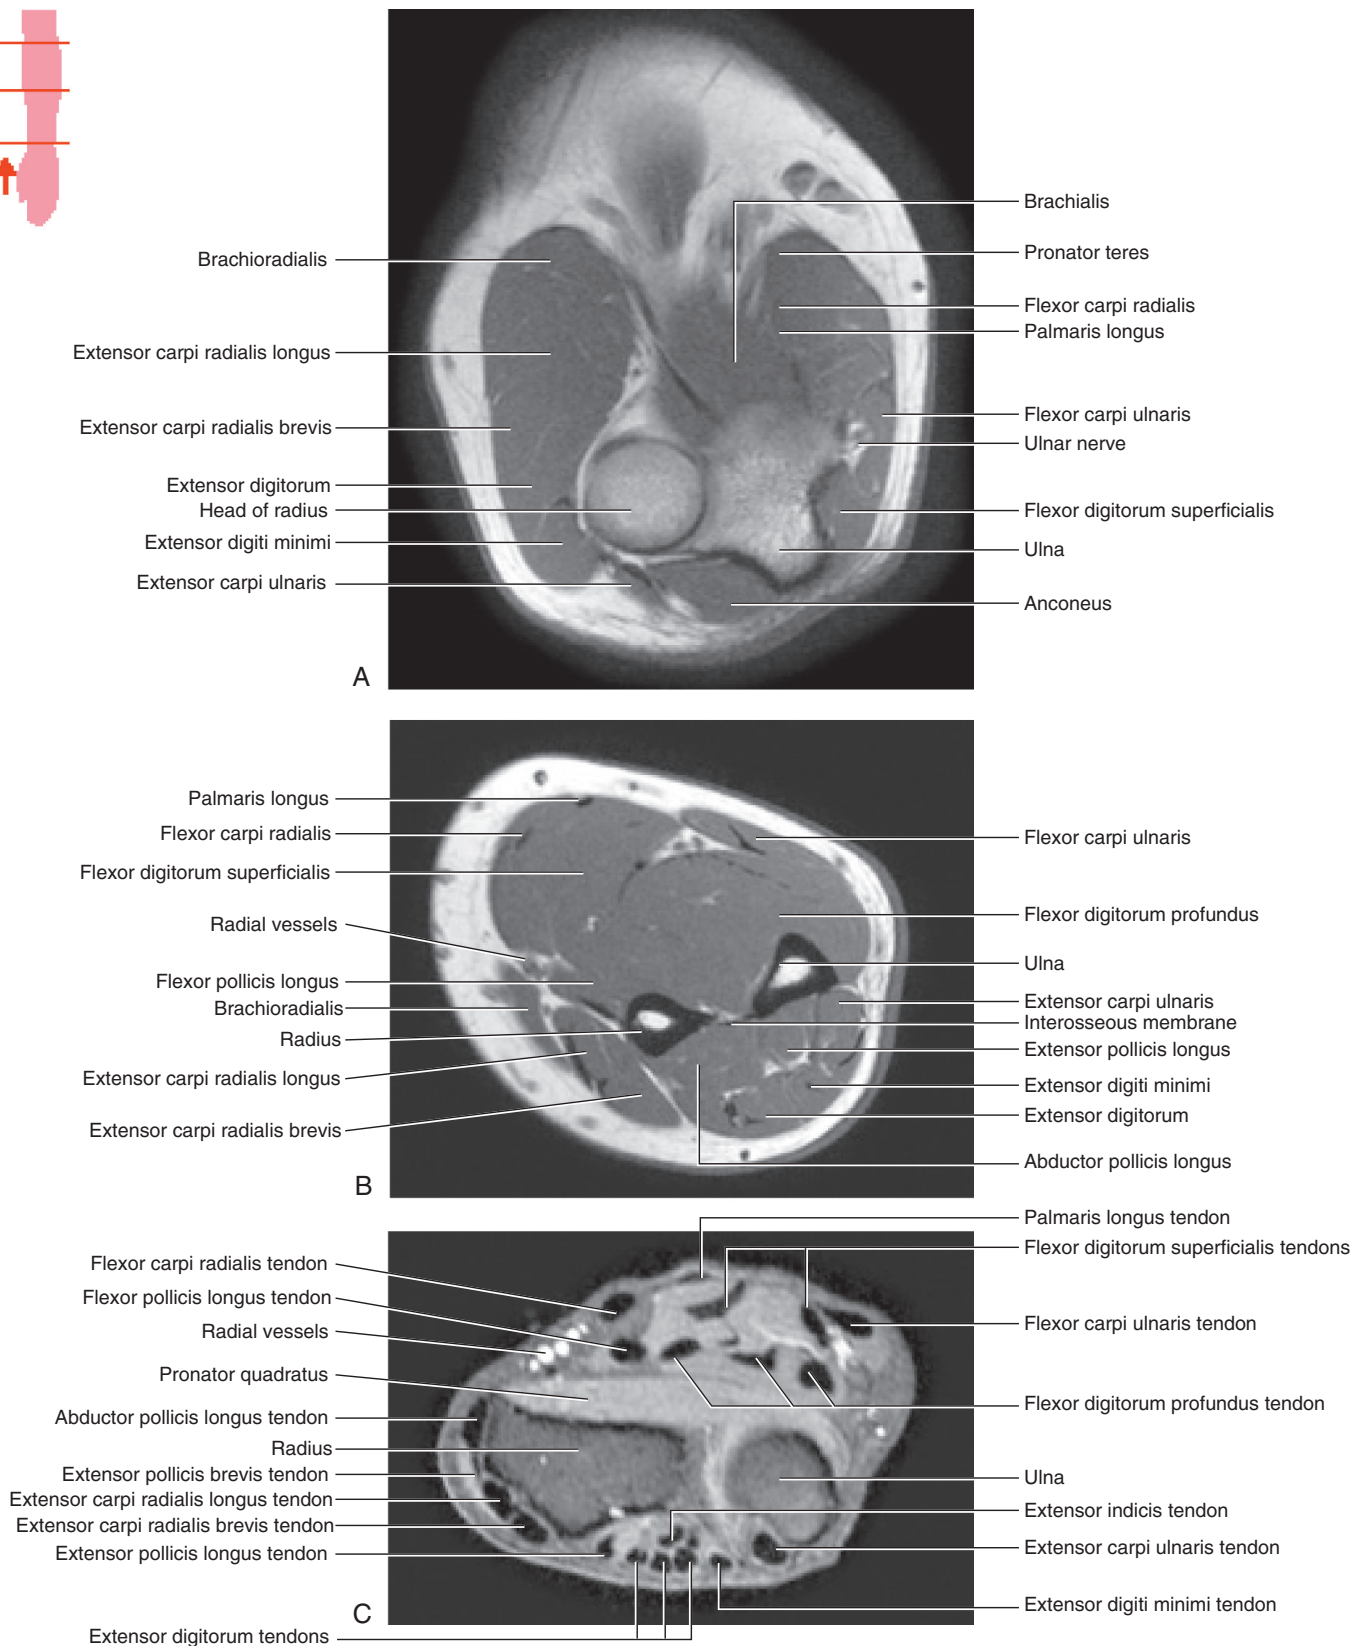 Brachioradialis
Extensor carpi radialis longus
Extensor carpi radialis brevis
Extensor digitorum
Head of radius
Extensor digiti minimi
Extensor carpi ulnaris
Brachialis
Pronator teres
Flexor carpi radialis
Palmaris longus
Flexor carpi ulnaris
Ulnar nerve
Flexor digitorum superficialis
Ulna
Anconeus
A
Palmaris longus
Flexor carpi radialis
Flexor digitorum superficialis
Radial vessels
Flexor pollicis longus
Brachioradialis
Radius
Extensor carpi radialis longus
Extensor carpi radialis brevis
Flexor carpi ulnaris
Flexor digitorum profundus
Ulna
Extensor carpi ulnaris
Interosseous membrane
Extensor pollicis longus
Extensor digiti minimi
Extensor digitorum
Abductor pollicis longus
B
Flexor carpi radialis tendon
Flexor pollicis longus tendon
Radial vessels
Pronator quadratus
Abductor pollicis longus tendon
Radius
Extensor pollicis brevis tendon
Extensor carpi radialis longus tendon
Extensor carpi radialis brevis tendon
Extensor pollicis longus tendon
Extensor digitorum tendons
Palmaris longus tendon
Flexor digitorum superficialis tendons
Flexor carpi ulnaris tendon
Flexor digitorum profundus tendon
Ulna
Extensor indicis tendon
Extensor carpi ulnaris tendon
Extensor digiti minimi tendon
C